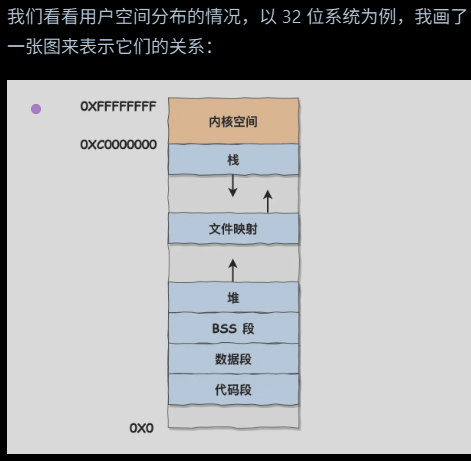 我们看看用户空间分布的情况，以 32 位系统为例，我画了
一张图来表示它们的关系：
0XFFFFFFFF
内核空间
0XC0000000
栈
文件映射
堆
BSS 段
数据段
代码段
0X0